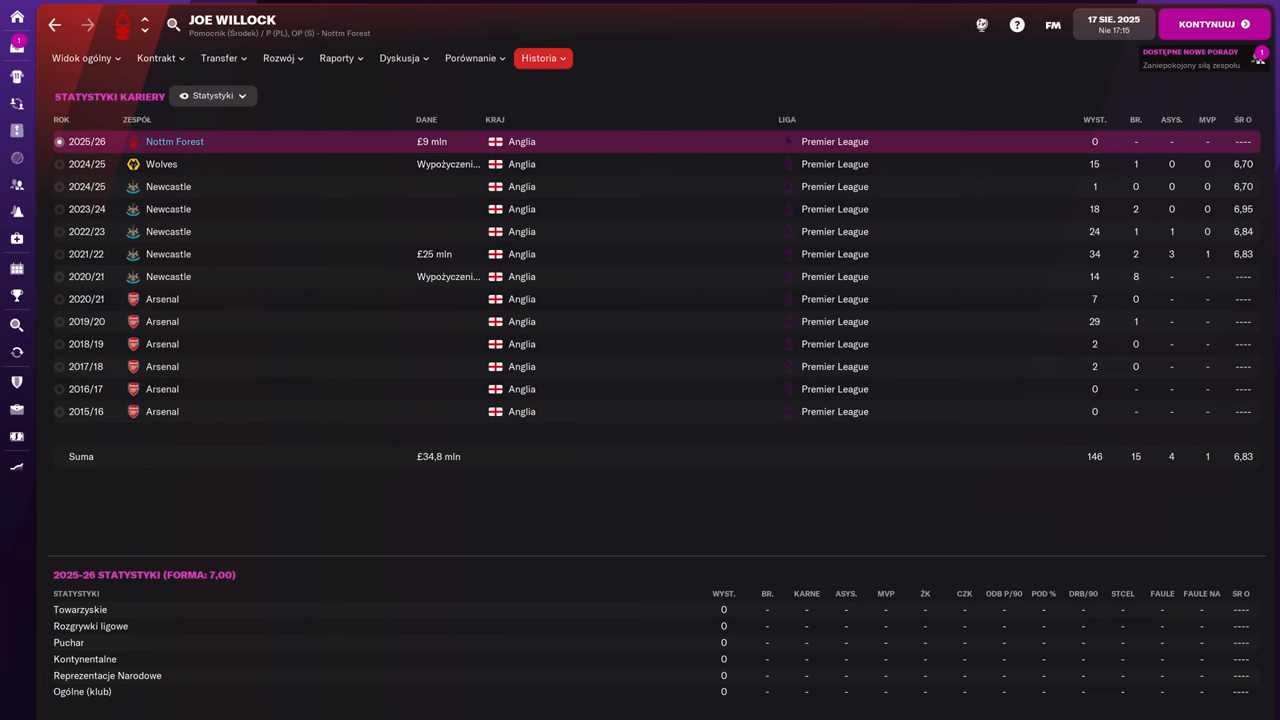 JOE WILLOCK
Pomocnik (Środek) / P (PL), OP (Ś) - Nottm Forest
FM
17 SIE. 2025
Nie 17:15
KONTYNUUJ
1
Widok ogólny
Kontrakt
Transfer
Rozwój
Raporty
Dyskusja
Porównanie
Historia
DOSTĘPNE NOWE PORADY
1
Zaniepokojony siłą zespołu
STATYSTYKI KARIERY Statystyki
ROK ZESPÓŁ DANE KRAJ LIGA WYST. BR. ASYS. MVP ŚR O
2025/26 Nottm Forest £9 mln Anglia Premier League 0 - - - ----
2024/25 Wolves Wypożyczeni... Anglia Premier League 15 1 0 0 6,70
2024/25 Newcastle Anglia Premier League 1 0 0 0 6,70
2023/24 Newcastle Anglia Premier League 18 2 0 0 6,95
2022/23 Newcastle Anglia Premier League 24 1 1 0 6,84
2021/22 Newcastle £25 mln Anglia Premier League 34 2 3 1 6,83
2020/21 Newcastle Wypożyczeni... Anglia Premier League 14 8 - - ----
2020/21 Arsenal Anglia Premier League 7 0 - - ----
2019/20 Arsenal Anglia Premier League 29 1 - - ----
2018/19 Arsenal Anglia Premier League 2 0 - - ----
2017/18 Arsenal Anglia Premier League 2 0 - - ----
2016/17 Arsenal Anglia Premier League 0 - - - ----
2015/16 Arsenal Anglia Premier League 0 - - - ----
Suma £34,8 mln 146 15 4 1 6,83
2025-26 STATYSTYKI (FORMA: 7,00)
STATYSTYKI WYST. BR. KARNE ASYS. MVP ŻK CZK ODB P/90 POD % DRB/90 STCEL FAULE FAULE NA ŚR O
Towarzyskie 0 - - - - - - - - - - - - ----
Rozgrywki ligowe 0 - - - - - - - - - - - - ----
Puchar 0 - - - - - - - - - - - - ----
Kontynentalne 0 - - - - - - - - - - - - ----
Reprezentacje Narodowe 0 - - - - - - - - - - - - ----
Ogólne (klub) 0 - - - - - - - - - - - - ----